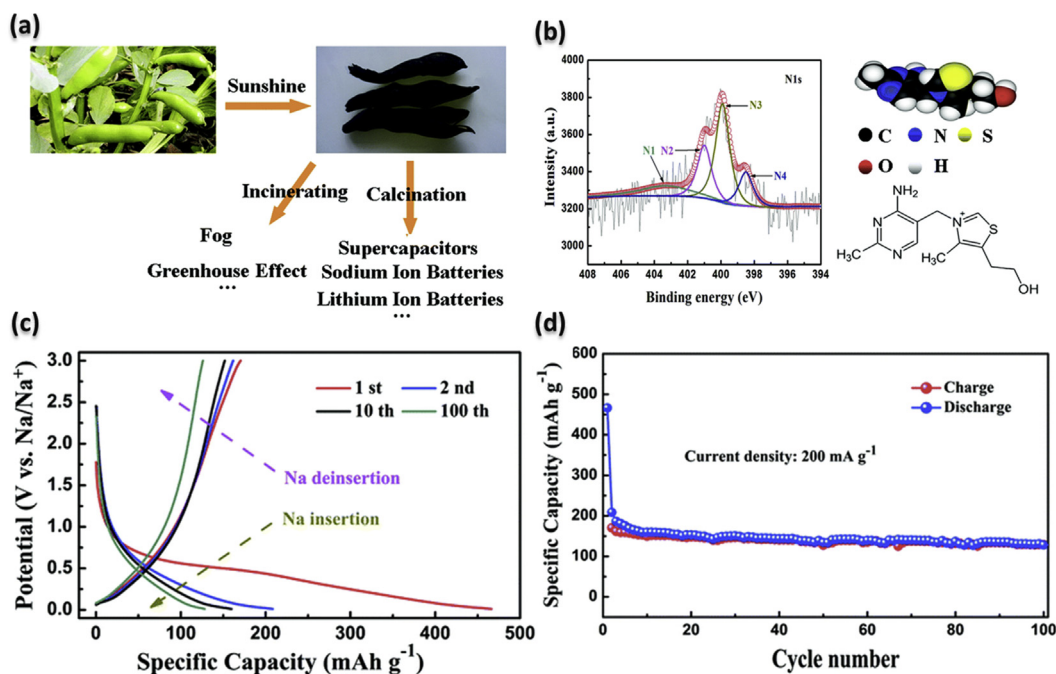 (a)
Sunshine
Incinerating
Calcination
Fog
Greenhouse Effect
...
Supercapacitors
Sodium Ion Batteries
Lithium Ion Batteries
...
(b)
4000
3800
3600
3400
3200
3000
Intensity (a.u.)
N1s
N1
N2
N3
N4
408 406 404 402 400 398 396 394
Binding energy (eV)
C N S
O H
NH₂
N
N
H₃C
N
+
S
H₃C
OH
(c)
3.0
2.5
2.0
1.5
1.0
0.5
0.0
Potential (V vs. Na/Na⁺)
1 st 2 nd
10 th 100 th
Na deinsertion
Na insertion
0 100 200 300 400 500
Specific Capacity (mAh g⁻¹)
(d)
600
500
400
300
200
100
0
Specific Capacity (mAh g⁻¹)
Charge
Discharge
Current density: 200 mA g⁻¹
0 20 40 60 80 100
Cycle number